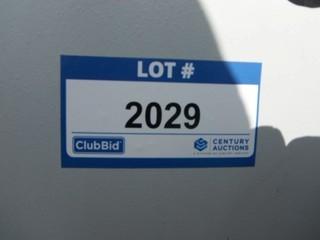 LOT #
2029
ClubBid
CENTURY
AUCTIONS